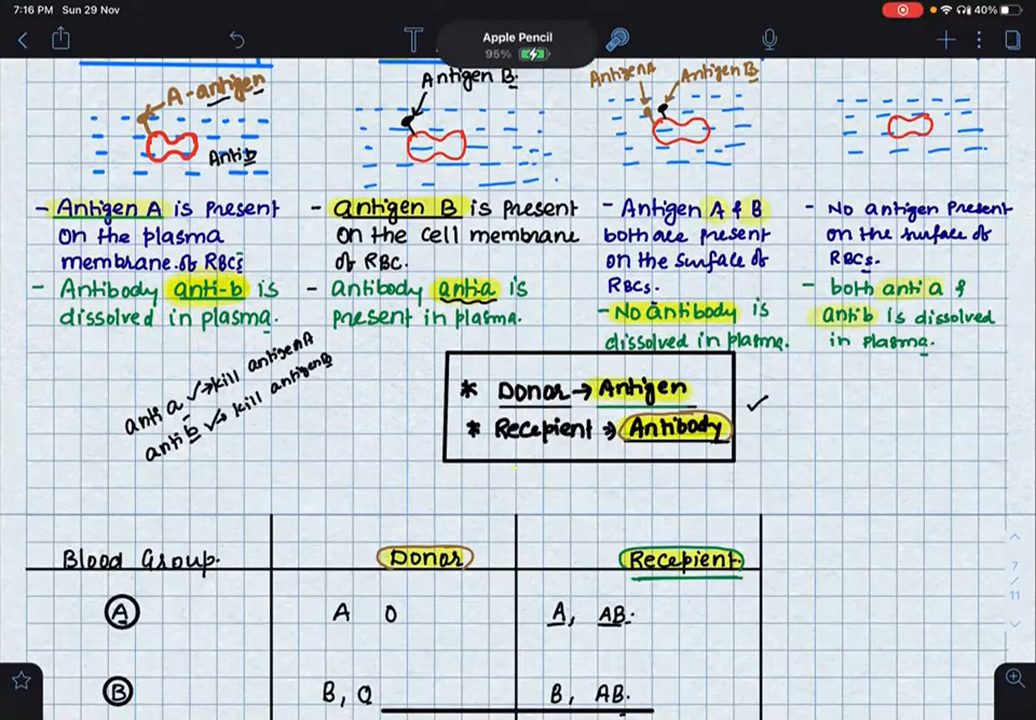 7:16 PM Sun 29 Nov
40%
Apple Pencil
95%
A-antigen
Antib
Antigen B
Antigen A
Antigen B
- Antigen A is present
on the plasma
membrane of RBCs
- Antibody anti-b is
dissolved in plasma.
- antigen B is present
on the cell membrane
of RBC.
- antibody anti a is
present in plasma.
- Antigen A & B
both are present
on the surface of
RBCs.
- No antibody is
dissolved in plasma.
- No antigen present
on the surface of
RBCs.
- both anti a &
anti b is dissolved
in plasma.
anti a → kill antigen A
anti b → kill antigen B
* Donar → Antigen
* Recepient → Antibody
Blood Group. Donar Recepient
A A O A, AB.
B B, O B, AB.
7
11